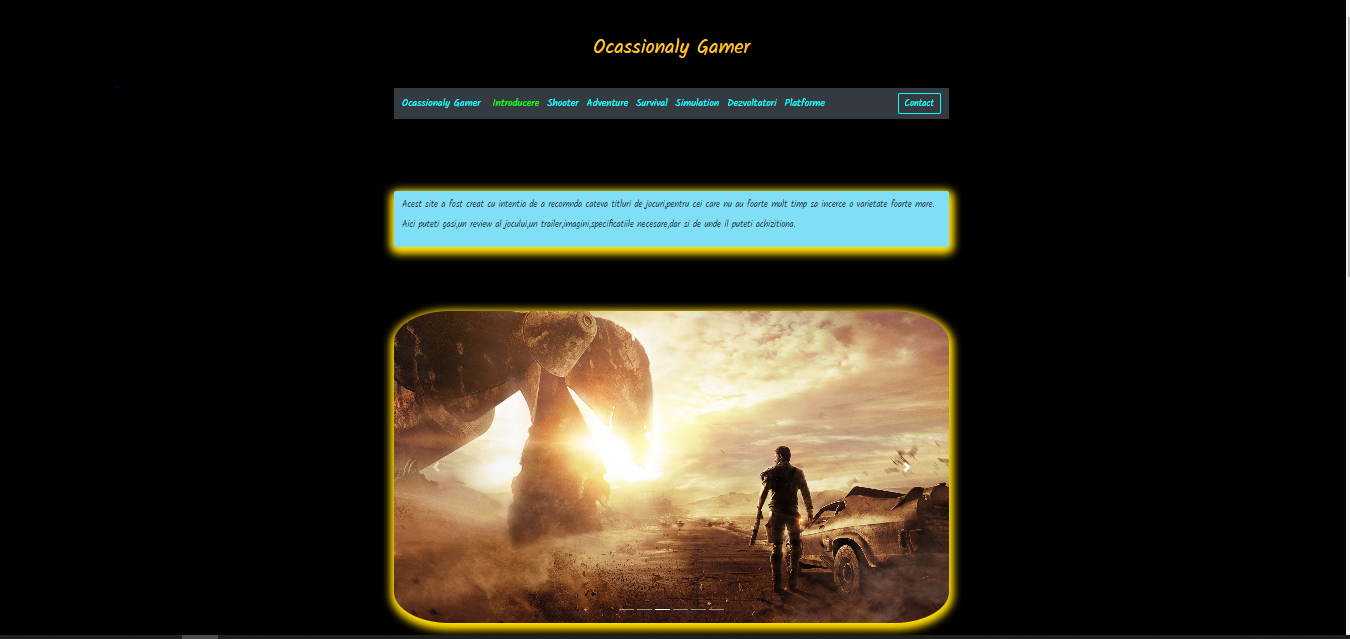 Ocassionaly Gamer
Ocassionaly Gamer Introducere Shooter Adventure Survival Simulation Dezvoltatori Platforme Contact
Acest site a fost creat cu intentia de a recomnda cateva titluri de jocuri,pentru cei care nu au foarte mult timp sa incerce o varietate foarte mare.
Aici puteti gasi,un review al jocului,un trailer,imagini,specificatiile necesare,dar si de unde il puteti achizitiona.